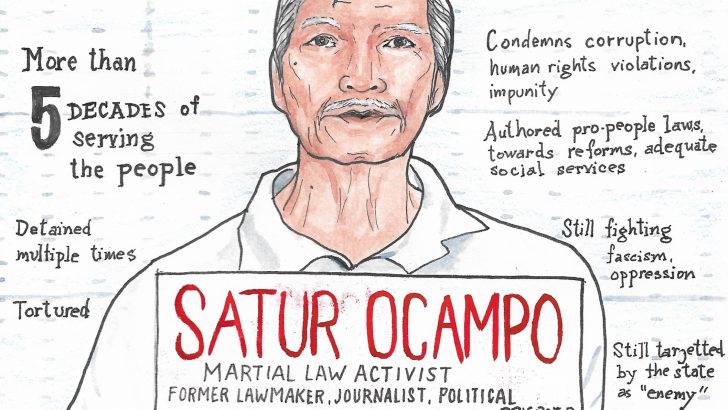 More than
5 DECADES of
serving
the people
Detained
multiple times
Tortured
Condemns corruption,
human rights violations,
impunity
Authored pro-people laws,
towards reforms, adequate
social services
Still fighting
fascism,
oppression
Still targetted
by the state
as "enemy"
SATUR OCAMPO
MARTIAL LAW ACTIVIST
FORMER LAWMAKER, JOURNALIST, POLITICAL